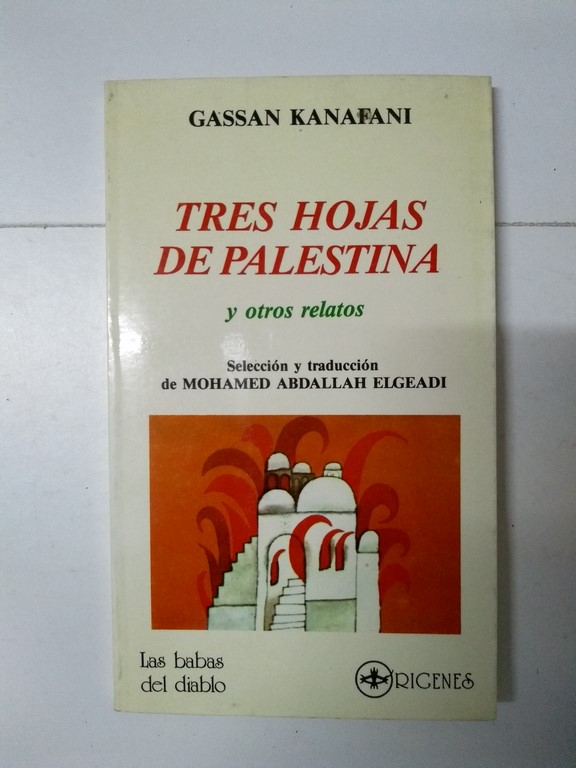 GASSAN KANAFANI
TRES HOJAS
DE PALESTINA
y otros relatos
Selección y traducción
de MOHAMED ABDALLAH ELGEADI
Las babas
del diablo
ORIGENES